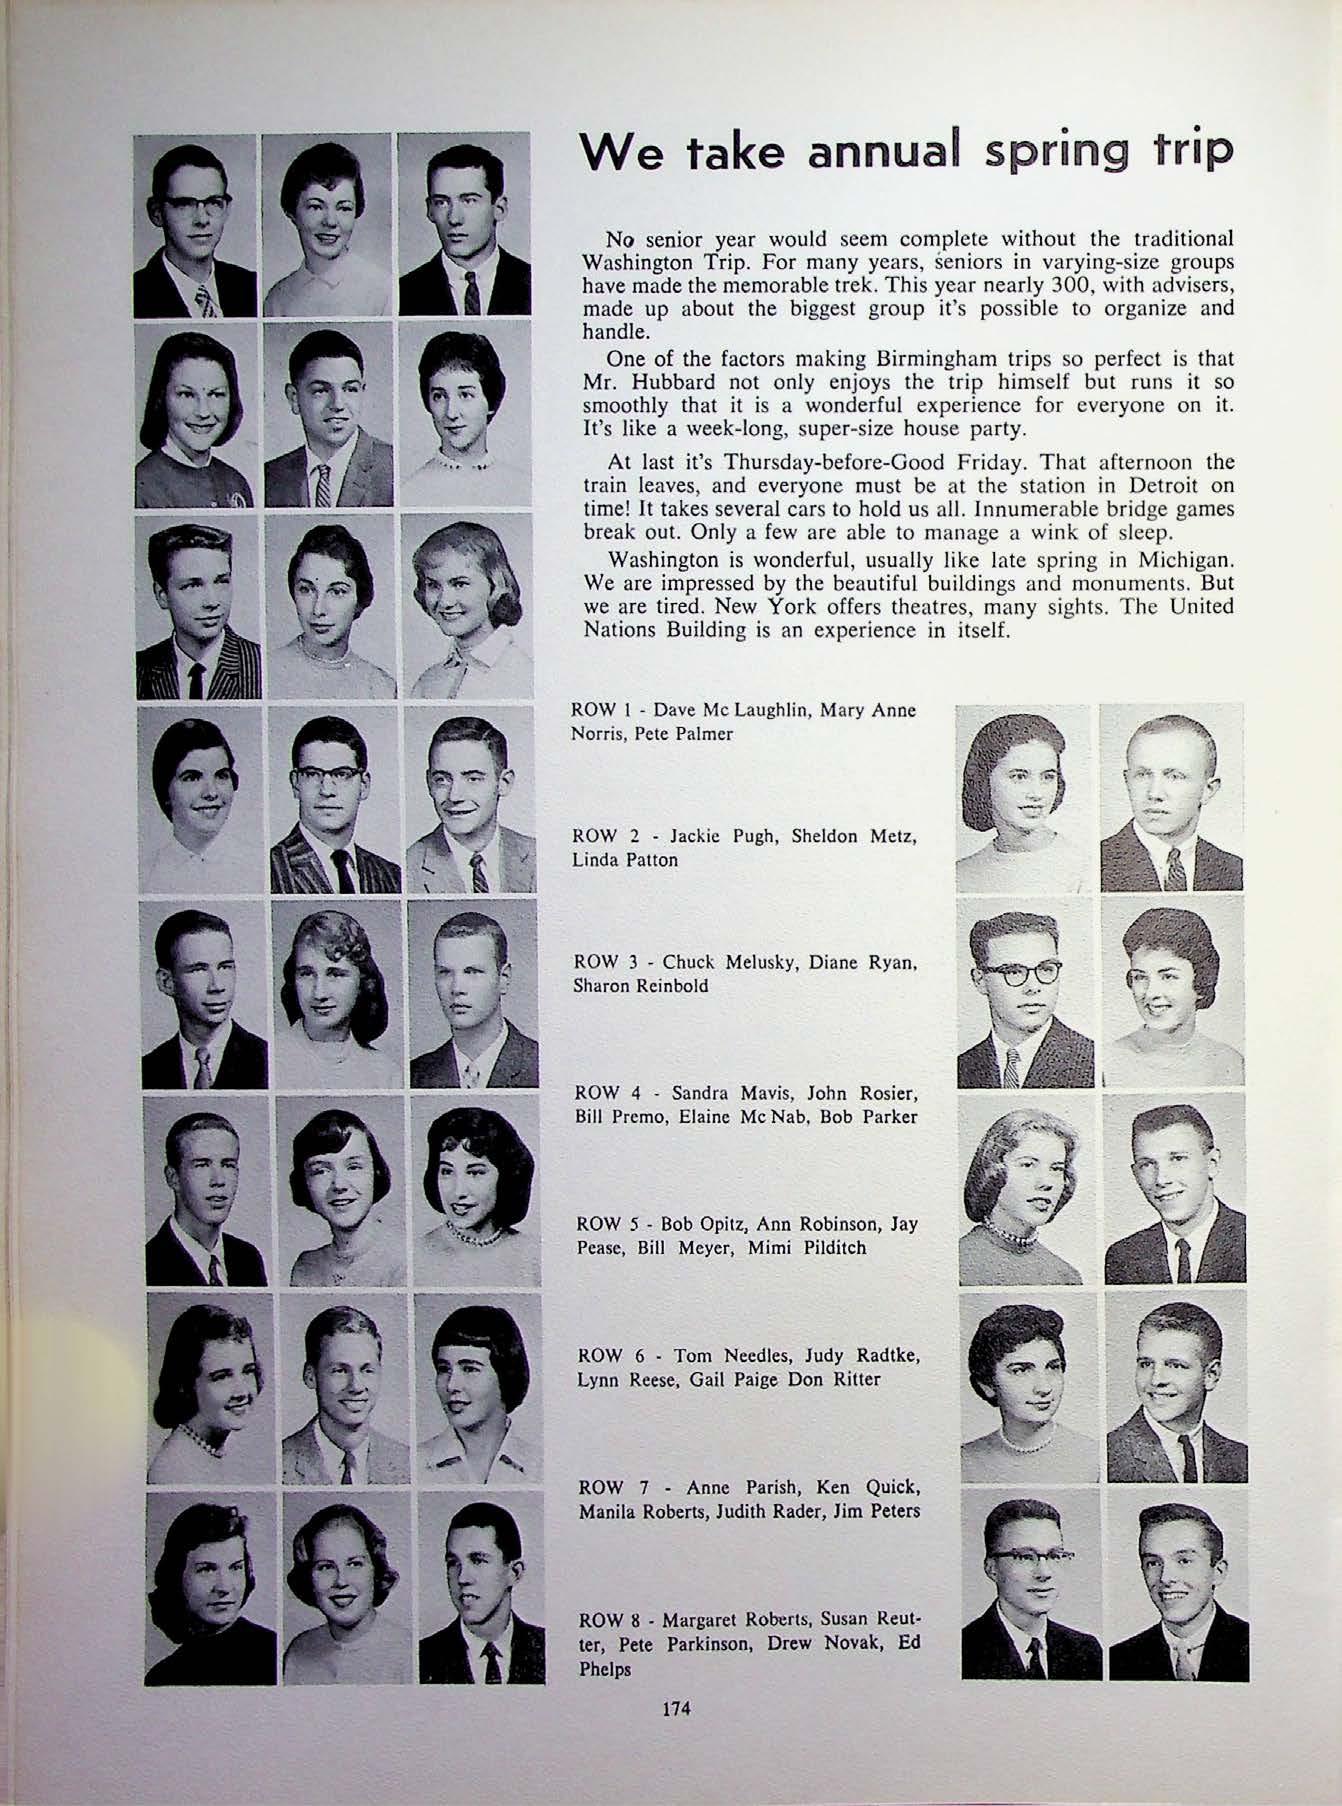 We take annual spring trip
No senior year would seem complete without the traditional
Washington Trip. For many years, seniors in varying-size groups
have made the memorable trek. This year nearly 300, with advisers,
made up about the biggest group it's possible to organize and
handle.
One of the factors making Birmingham trips so perfect is that
Mr. Hubbard not only enjoys the trip himself but runs it so
smoothly that it is a wonderful experience for everyone on it.
It's like a week-long, super-size house party.
At last it's Thursday-before-Good Friday. That afternoon the
train leaves, and everyone must be at the station in Detroit on
time! It takes several cars to hold us all. Innumerable bridge games
break out. Only a few are able to manage a wink of sleep.
Washington is wonderful, usually like late spring in Michigan.
We are impressed by the beautiful buildings and monuments. But
we are tired. New York offers theatres, many sights. The United
Nations Building is an experience in itself.
ROW 1 - Dave Mc Laughlin, Mary Anne
Norris, Pete Palmer
ROW 2 - Jackie Pugh, Sheldon Metz,
Linda Patton
ROW 3 - Chuck Melusky, Diane Ryan,
Sharon Reinbold
ROW 4 - Sandra Mavis, John Rosier,
Bill Premo, Elaine Mc Nab, Bob Parker
ROW 5 - Bob Opitz, Ann Robinson, Jay
Pease, Bill Meyer, Mimi Pilditch
ROW 6 - Tom Needles, Judy Radtke,
Lynn Reese, Gail Paige Don Ritter
ROW 7 - Anne Parish, Ken Quick,
Manila Roberts, Judith Rader, Jim Peters
ROW 8 - Margaret Roberts, Susan Reut-
ter, Pete Parkinson, Drew Novak, Ed
Phelps
174